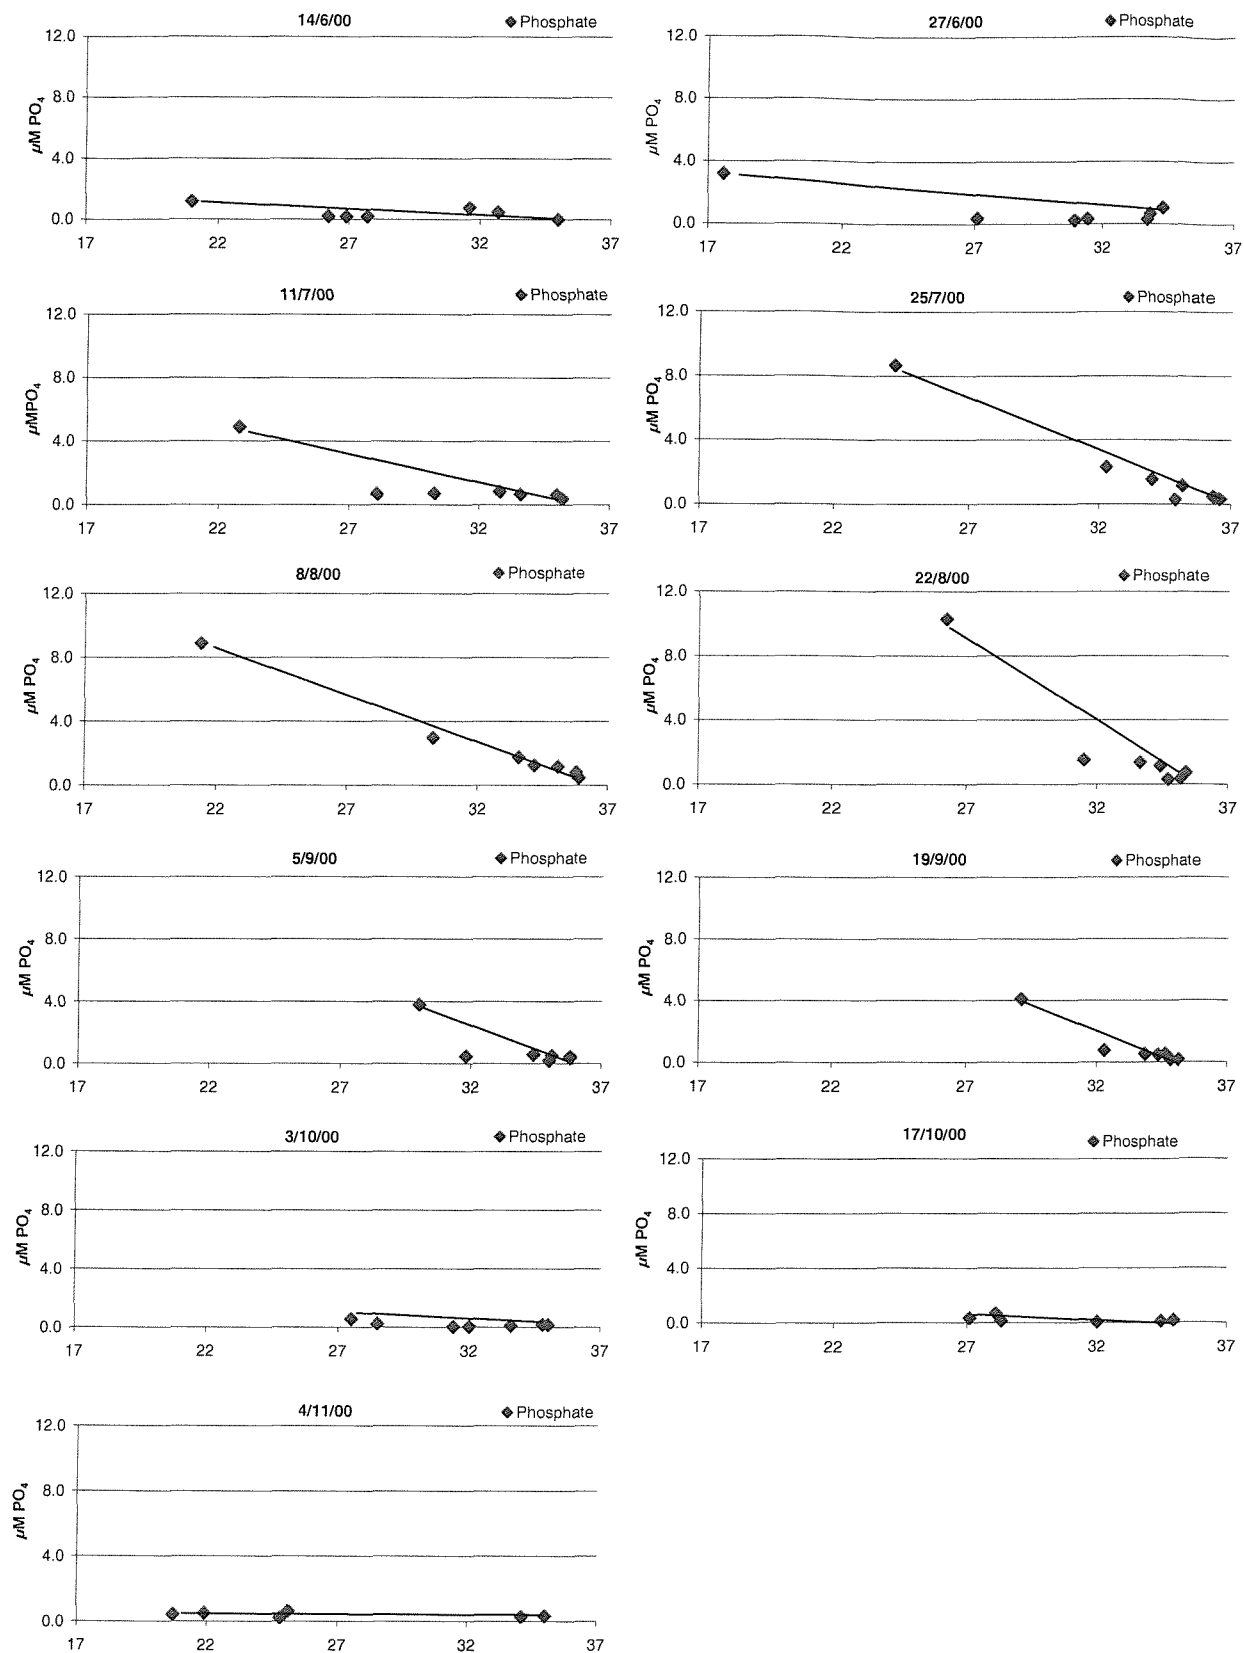 14/6/00 Phosphate
12.0
8.0
4.0
0.0
µM PO₄
17 22 27 32 37
27/6/00 Phosphate
12.0
8.0
4.0
0.0
µM PO₄
17 22 27 32 37
11/7/00 Phosphate
12.0
8.0
4.0
0.0
µMPO₄
17 22 27 32 37
25/7/00 Phosphate
12.0
8.0
4.0
0.0
µM PO₄
17 22 27 32 37
8/8/00 Phosphate
12.0
8.0
4.0
0.0
µM PO₄
17 22 27 32 37
22/8/00 Phosphate
12.0
8.0
4.0
0.0
µM PO₄
17 22 27 32 37
5/9/00 Phosphate
12.0
8.0
4.0
0.0
µM PO₄
17 22 27 32 37
19/9/00 Phosphate
12.0
8.0
4.0
0.0
µM PO₄
17 22 27 32 37
3/10/00 Phosphate
12.0
8.0
4.0
0.0
µM PO₄
17 22 27 32 37
17/10/00 Phosphate
12.0
8.0
4.0
0.0
µM PO₄
17 22 27 32 37
4/11/00 Phosphate
12.0
8.0
4.0
0.0
µM PO₄
17 22 27 32 37